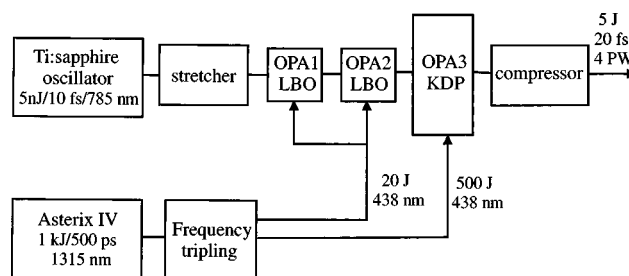 Ti:sapphire
oscillator
5nJ/10 fs/785 nm
stretcher
OPA1
LBO
OPA2
LBO
OPA3
KDP
compressor
5 J
20 fs
4 PW
20 J
438 nm
500 J
438 nm
Asterix IV
1 kJ/500 ps
1315 nm
Frequency
tripling